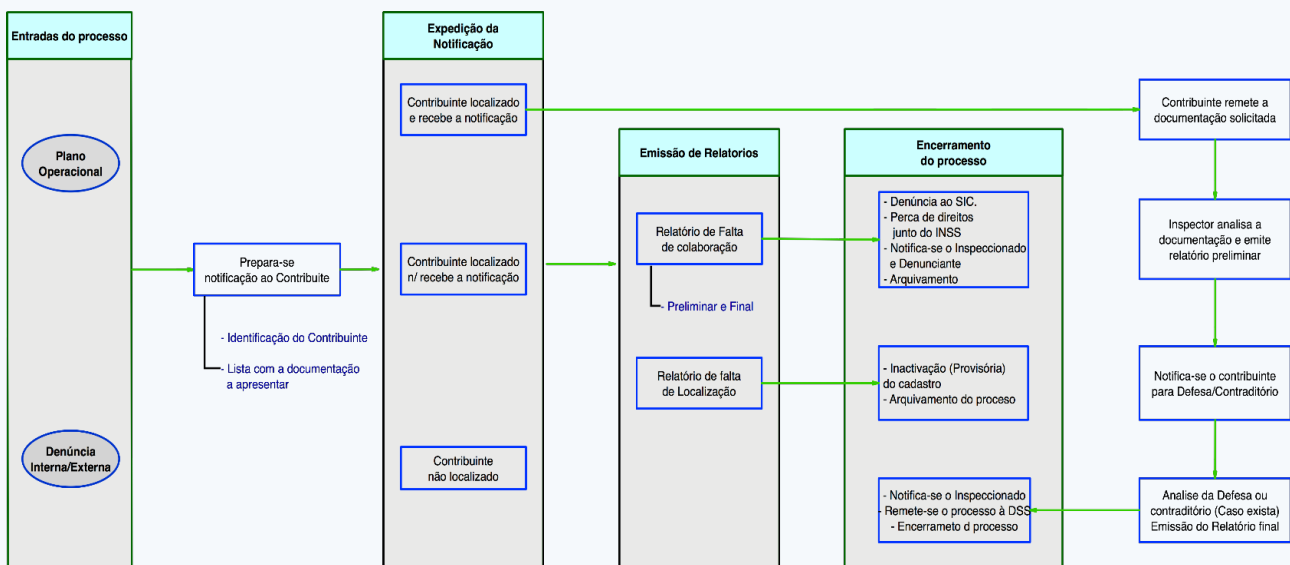 Entradas do processo
Plano
Operacional
Denúncia
Interna/Externa
Prepara-se
notificação ao Contribuite
- Identificação do Contribuinte
- Lista com a documentação
a apresentar
Expedição da
Notificação
Contribuinte localizado
e recebe a notificação
Contribuinte localizado
n/ recebe a notificação
Contribuinte
não localizado
Emissão de Relatorios
Relatório de Falta
de colaboração
- Preliminar e Final
Relatório de falta
de Localização
Encerramento
do processo
- Denúncia ao SIC.
- Perca de direitos
junto do INSS
- Notifica-se o Inspeccionado
e Denunciante
- Arquivamento
- Inactivação (Provisória)
do cadastro
- Arquivamento do proceso
- Notifica-se o Inspeccionado
- Remete-se o processo à DSS
- Encerrameto d processo
Contribuinte remete a
documentação solicitada
Inspector analisa a
documentação e emite
relatório preliminar
Notifica-se o contribuinte
para Defesa/Contraditório
Analise da Defesa ou
contraditório (Caso exista)
Emissão do Relatório final